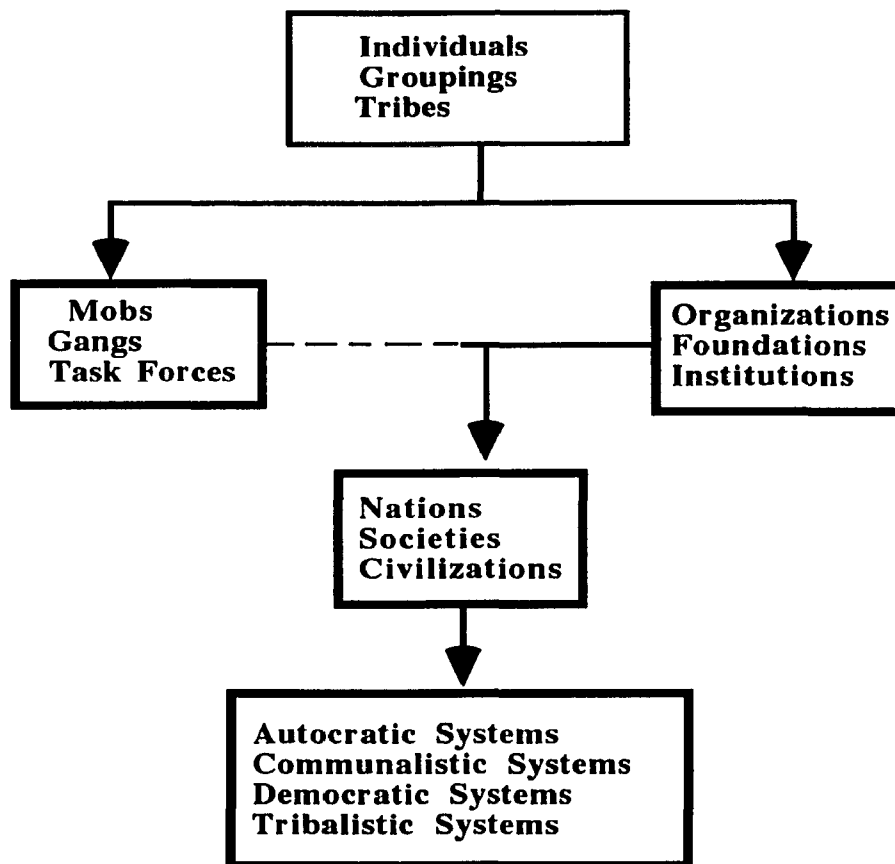 Individuals
Groupings
Tribes
Mobs
Gangs
Task Forces
Organizations
Foundations
Institutions
Nations
Societies
Civilizations
Autocratic Systems
Communalistic Systems
Democratic Systems
Tribalistic Systems